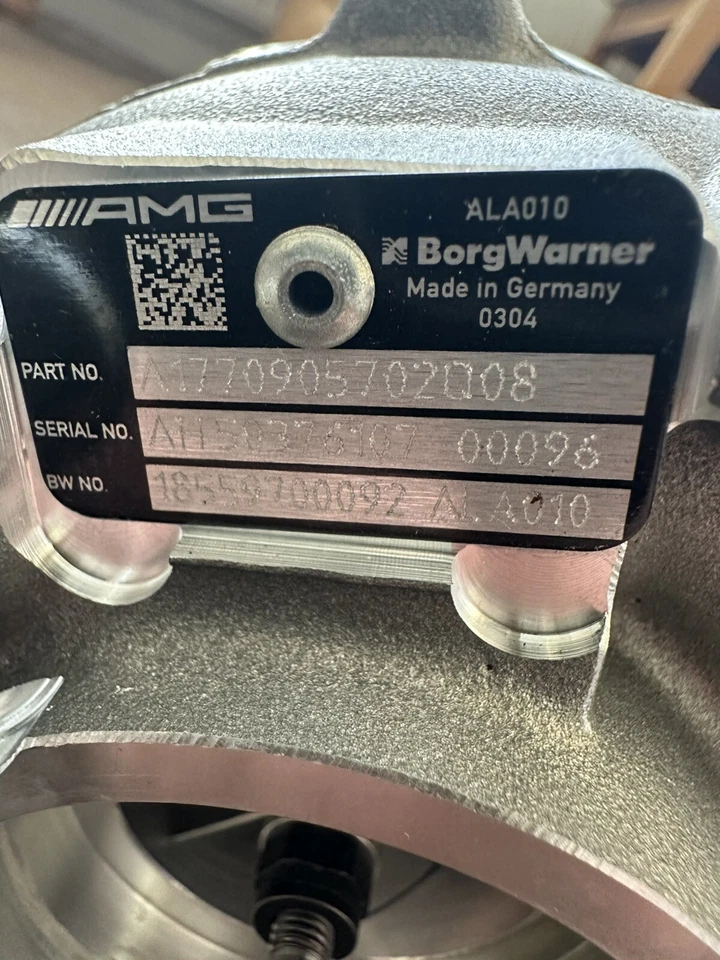 AMG
ALA010
BorgWarner
Made in Germany
0304
PART NO. A1770905702Q08
SERIAL NO. AH50376107 00096
BW NO. 18559700092 ALA010